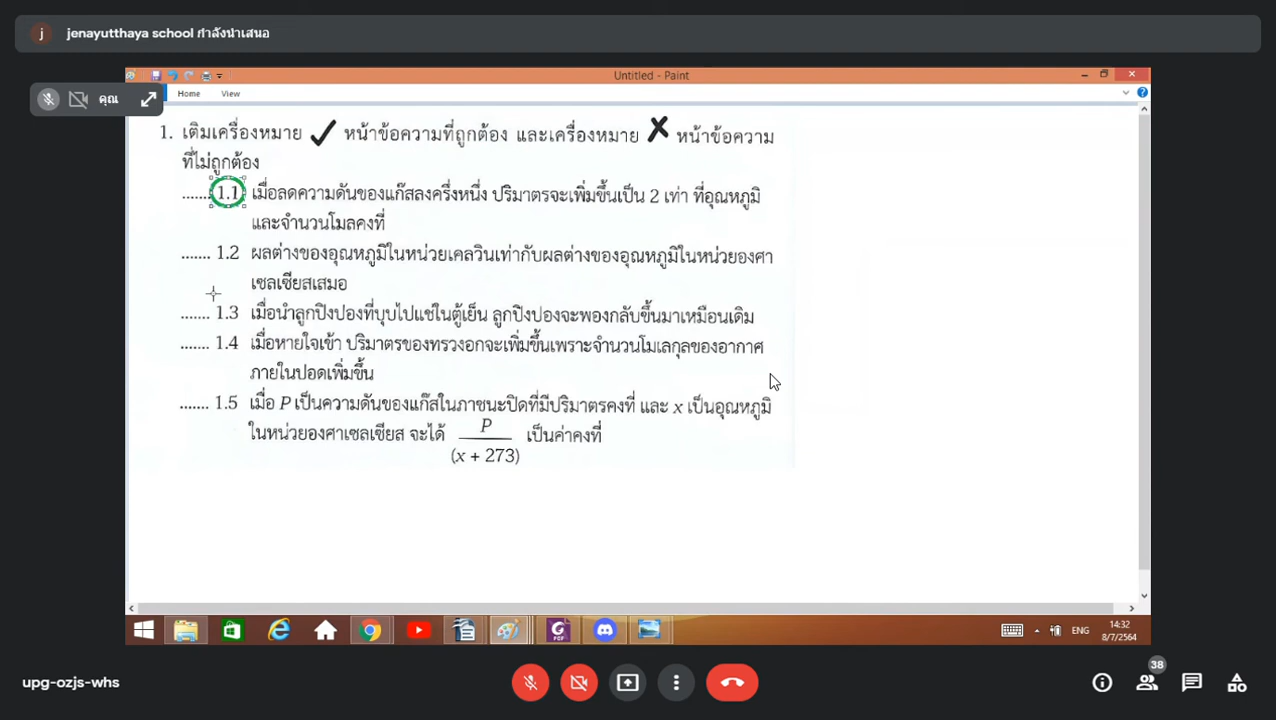 j jenayutthaya school กำลังนำเสนอ
Untitled - Paint
คุณ
Home View
1. เติมเครื่องหมาย ✓ หน้าข้อความที่ถูกต้อง และเครื่องหมาย ✗ หน้าข้อความ
ที่ไม่ถูกต้อง
....... 1.1 เมื่อลดความดันของแก๊สลงครึ่งหนึ่ง ปริมาตรจะเพิ่มขึ้นเป็น 2 เท่า ที่อุณหภูมิ
และจำนวนโมลคงที่
....... 1.2 ผลต่างของอุณหภูมิในหน่วยเคลวินเท่ากับผลต่างของอุณหภูมิในหน่วยองศา
เซลเซียสเสมอ
....... 1.3 เมื่อนำลูกปิงปองที่บุบไปแช่ในตู้เย็น ลูกปิงปองจะพองกลับขึ้นมาเหมือนเดิม
....... 1.4 เมื่อหายใจเข้า ปริมาตรของทรวงอกจะเพิ่มขึ้นเพราะจำนวนโมเลกุลของอากาศ
ภายในปอดเพิ่มขึ้น
....... 1.5 เมื่อ P เป็นความดันของแก๊สในภาชนะปิดที่มีปริมาตรคงที่ และ x เป็นอุณหภูมิ
ในหน่วยองศาเซลเซียส จะได้ P / (x + 273) เป็นค่าคงที่
PDF
ENG
14:32
8/7/2564
upg-ozjs-whs
38